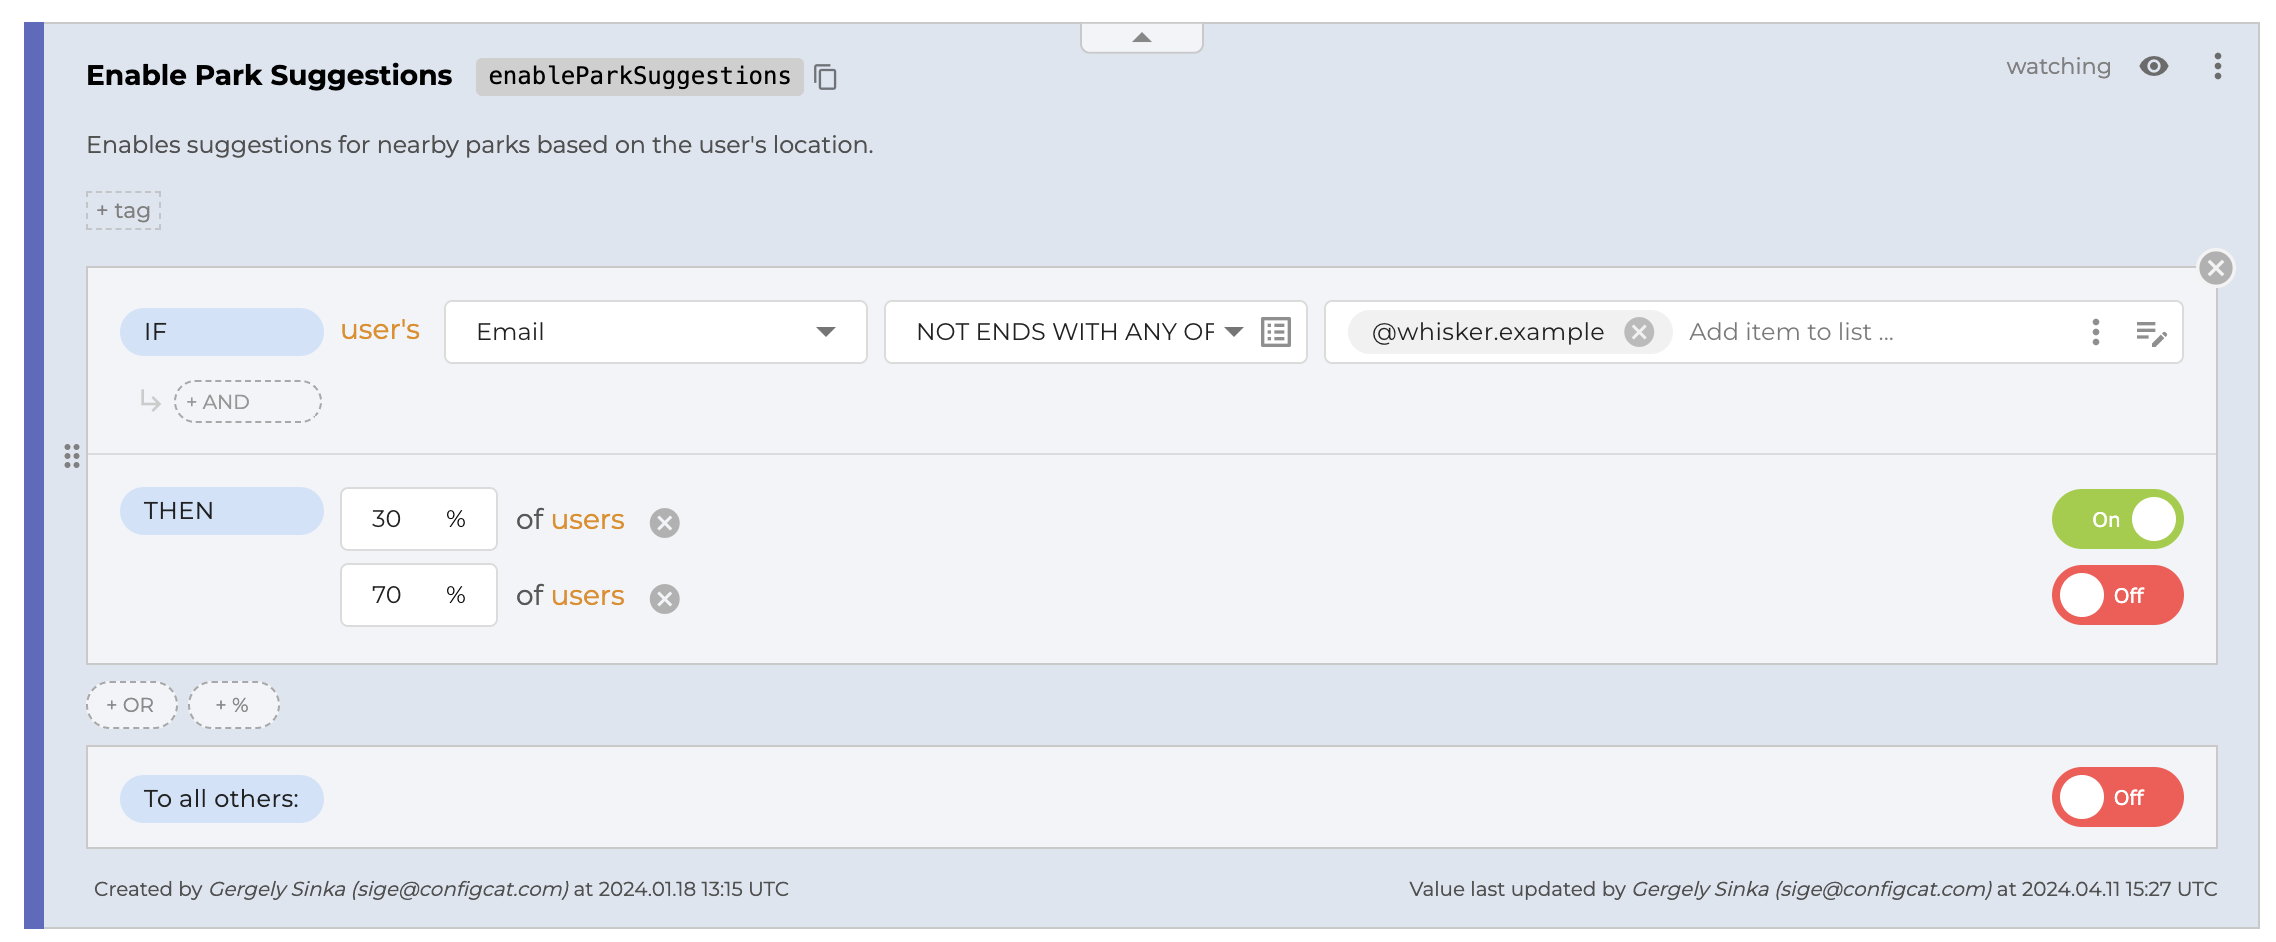 Enable Park Suggestions enableParkSuggestions
watching
Enables suggestions for nearby parks based on the user's location.
+ tag
IF user's Email NOT ENDS WITH ANY OF @whisker.example Add item to list ...
+ AND
THEN 30 % of users On
70 % of users Off
+ OR + %
To all others: Off
Created by Gergely Sinka (sige@configcat.com) at 2024.01.18 13:15 UTC
Value last updated by Gergely Sinka (sige@configcat.com) at 2024.04.11 15:27 UTC